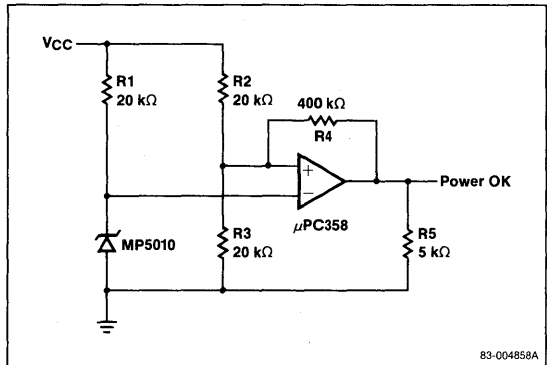 VCC
R1
20 kΩ
R2
20 kΩ
400 kΩ
R4
+
−
Power OK
μPC358
MP5010
R3
20 kΩ
R5
5 kΩ
83-004858A